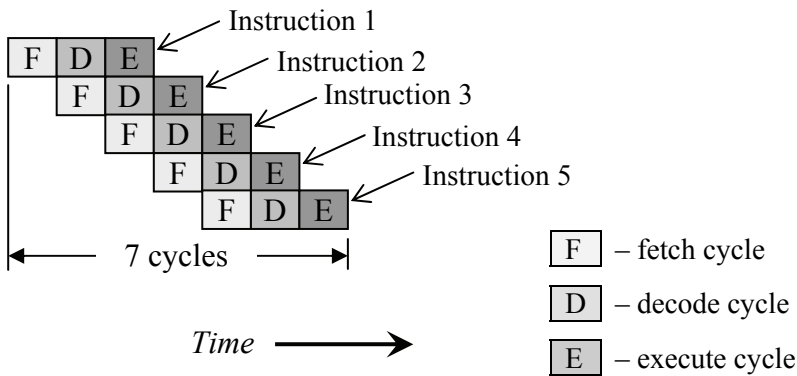 Instruction 1
F D E
Instruction 2
F D E
Instruction 3
F D E
Instruction 4
F D E
Instruction 5
F D E
7 cycles
F – fetch cycle
D – decode cycle
Time
E – execute cycle